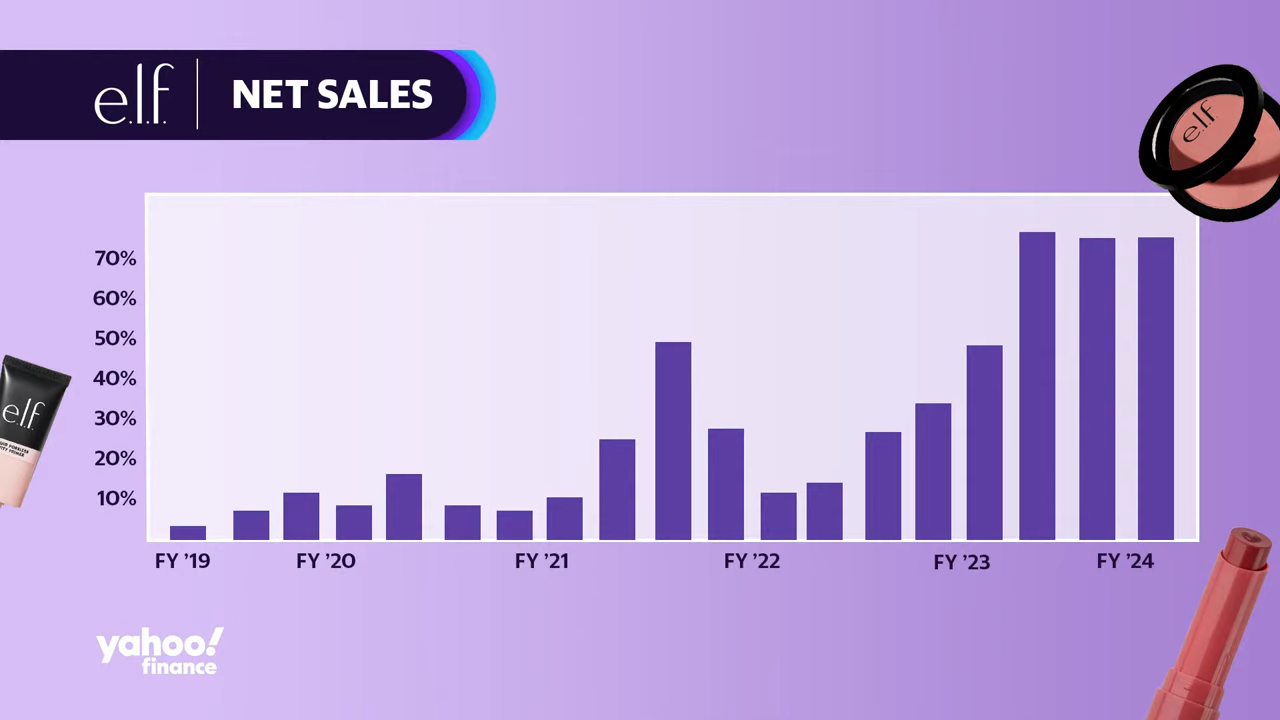 e.l.f. NET SALES
e.l.f
70%
60%
50%
40%
e.l.f
30%
20%
10%
FY ’19 FY ’20 FY ’21 FY ’22 FY ’23 FY ’24
yahoo!
finance